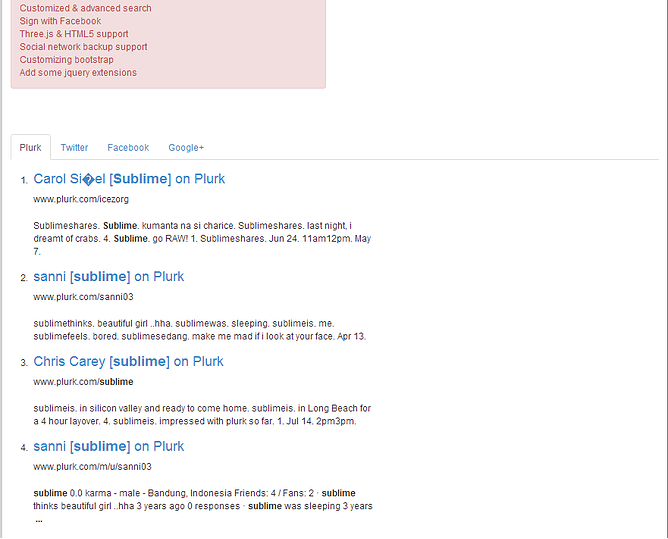 Customized & advanced search
Sign with Facebook
Three.js & HTML5 support
Social network backup support
Customizing bootstrap
Add some jquery extensions
Plurk Twitter Facebook Google+
1. Carol Si�el [Sublime] on Plurk
www.plurk.com/icezorg
Sublimeshares. Sublime. kumanta na si charice. Sublimeshares. last night, i
dreamt of crabs. 4. Sublime. go RAW! 1. Sublimeshares. Jun 24. 11am12pm. May
7.
2. sanni [sublime] on Plurk
www.plurk.com/sanni03
sublimethinks. beautiful girl ..hha. sublimewas. sleeping. sublimeis. me.
sublimefeels. bored. sublimesedang. make me mad if i look at your face. Apr 13.
3. Chris Carey [sublime] on Plurk
www.plurk.com/sublime
sublimeis. in silicon valley and ready to come home. sublimeis. in Long Beach for
a 4 hour layover. 4. sublimeis. impressed with plurk so far. 1. Jul 14. 2pm3pm.
4. sanni [sublime] on Plurk
www.plurk.com/m/u/sanni03
sublime 0.0 karma - male - Bandung, Indonesia Friends: 4 / Fans: 2 · sublime
thinks beautiful girl ..hha 3 years ago 0 responses · sublime was sleeping 3 years
...